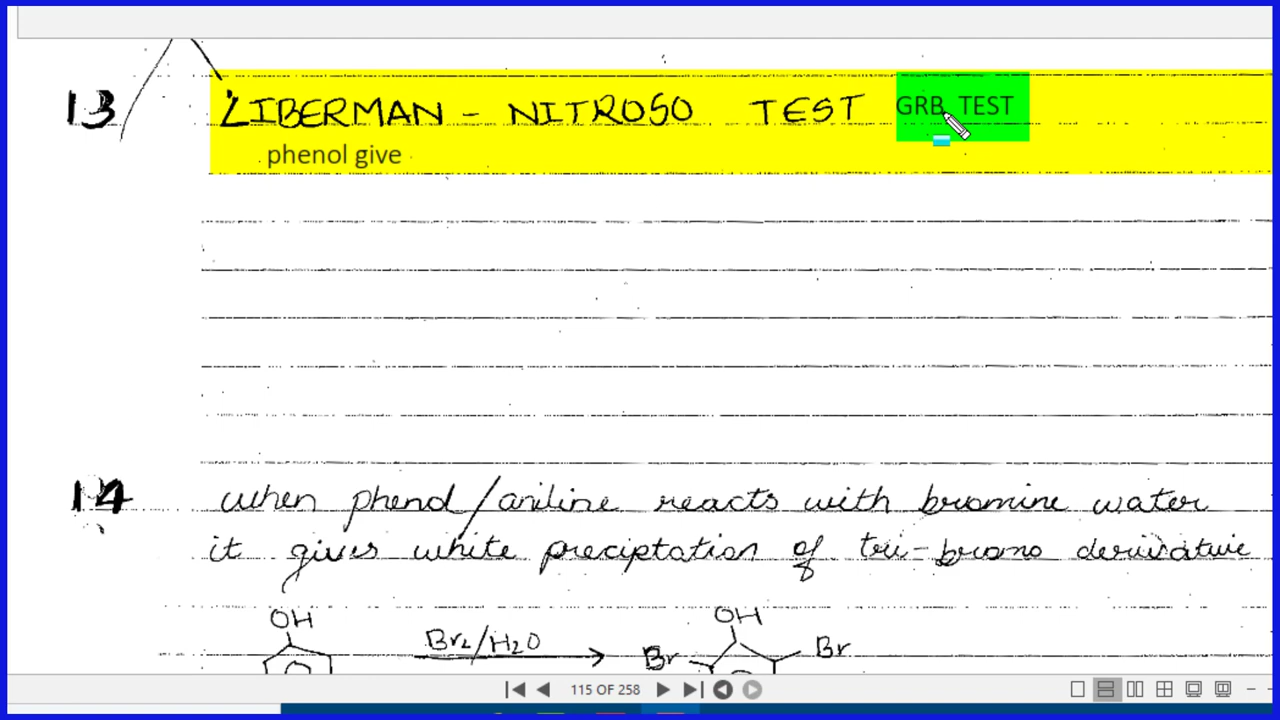 13 LIBERMAN - NITROSO TEST GRB TEST
phenol give
14 when phenol/aniline reacts with bromine water
it gives white preciptation of tri-bromo derivative
OH Br₂/H₂O OH
Br Br
115 OF 258